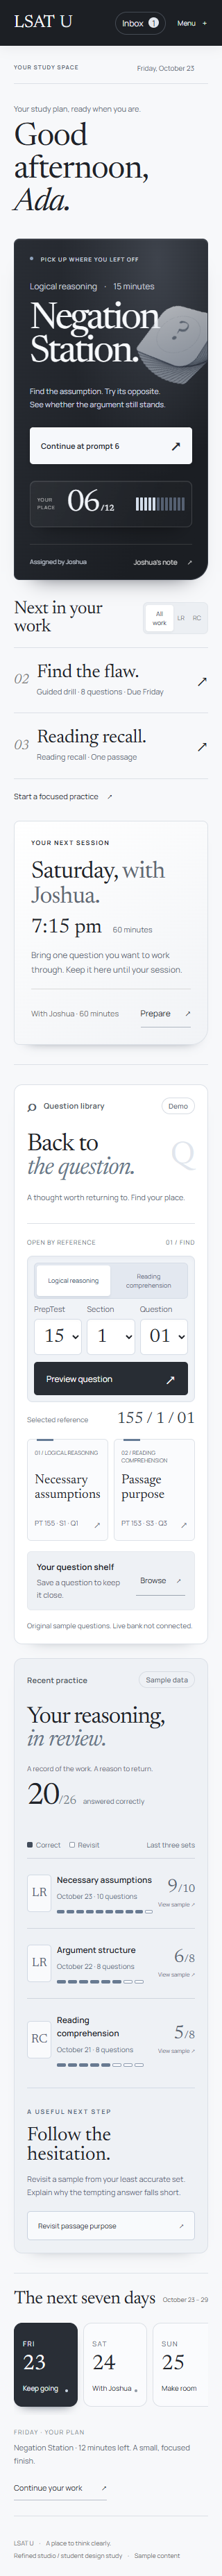 LSAT U
Inbox 1
Menu +
YOUR STUDY SPACE
Friday, October 23
Your study plan, ready when you are.
Good
afternoon,
Ada.
PICK UP WHERE YOU LEFT OFF
Logical reasoning · 15 minutes
Negation
Station.
?
Find the assumption. Try its opposite.
See whether the argument still stands.
Continue at prompt 6 ↗
YOUR
PLACE
06/12
Assigned by Joshua
Joshua's note ↗
Next in your
work
All
work
LR
RC
02 Find the flaw. ↗
Guided drill · 8 questions · Due Friday
03 Reading recall. ↗
Reading recall · One passage
Start a focused practice ↗
YOUR NEXT SESSION
Saturday, with
Joshua.
7:15 pm 60 minutes
Bring one question you want to work
through. Keep it here until your session.
With Joshua · 60 minutes
Prepare ↗
Question library
Demo
Back to
the question.
Q
A thought worth returning to. Find your place.
OPEN BY REFERENCE
01 / FIND
Logical reasoning
Reading
comprehension
PrepTest Section Question
15 1 01
Preview question ↗
Selected reference
155 / 1 / 01
01 / LOGICAL REASONING
Necessary
assumptions
PT 155 · S1 · Q1 ↗
02 / READING
COMPREHENSION
Passage
purpose
PT 153 · S3 · Q3 ↗
Your question shelf
Save a question to keep
it close.
Browse ↗
Original sample questions. Live bank not connected.
Recent practice
Sample data
Your reasoning,
in review.
A record of the work. A reason to return.
20/26 answered correctly
Correct
Revisit
Last three sets
LR
Necessary assumptions
October 23 · 10 questions
9/10
View sample ↗
LR
Argument structure
October 22 · 8 questions
6/8
View sample ↗
RC
Reading
comprehension
October 21 · 8 questions
5/8
View sample ↗
A USEFUL NEXT STEP
Follow the
hesitation.
Revisit a sample from your least accurate set.
Explain why the tempting answer falls short.
Revisit passage purpose ↗
The next seven days
October 23 – 29
FRI
23
Keep going
SAT
24
With Joshua
SUN
25
Make room
FRIDAY · YOUR PLAN
Negation Station · 12 minutes left. A small, focused
finish.
Continue your work ↗
LSAT U · A place to think clearly.
Refined studio / student design study · Sample content